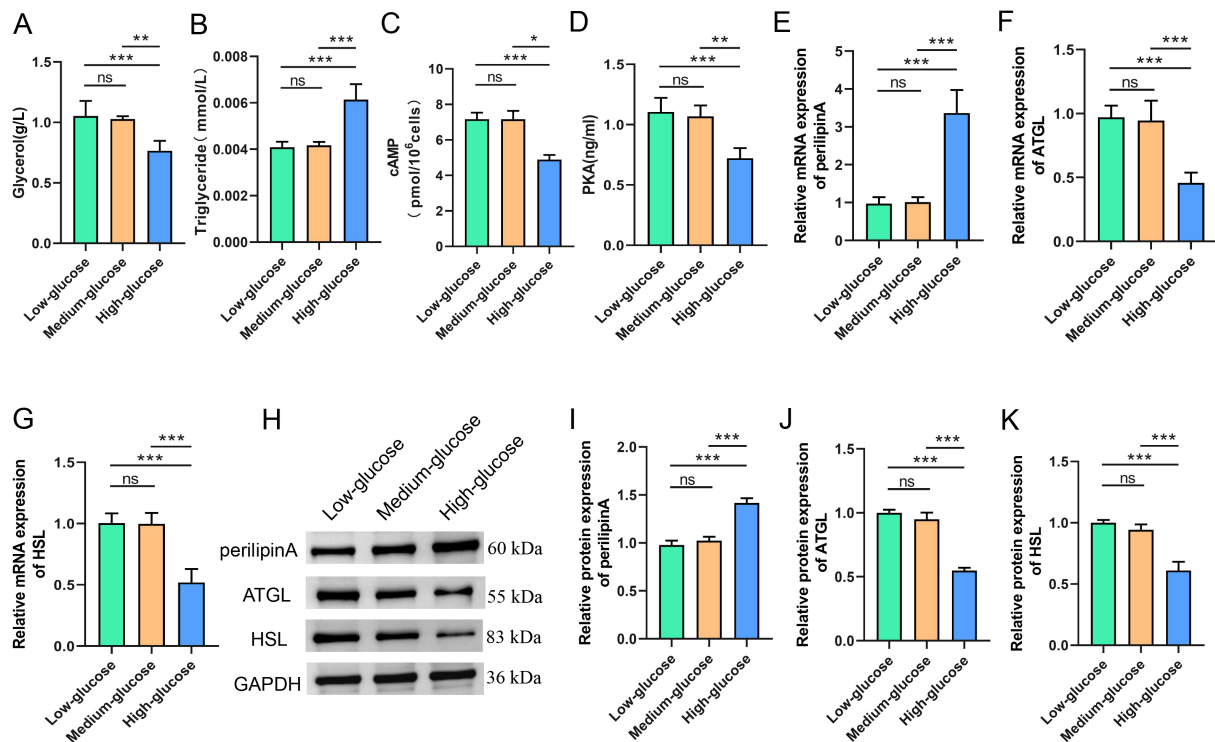 A
Glycerol(g/L)
1.5
1.0
0.5
0.0
**
***
ns
Low-glucose
Medium-glucose
High-glucose
B
Triglyceride ( mmol/L)
0.008
0.006
0.004
0.002
0.000
***
***
ns
Low-glucose
Medium-glucose
High-glucose
C
cAMP
( pmol/10⁶cells)
10
8
6
4
2
0
*
***
ns
Low-glucose
Medium-glucose
High-glucose
D
PKA(ng/ml)
1.5
1.0
0.5
0.0
**
***
ns
Low-glucose
Medium-glucose
High-glucose
E
Relative mRNA expression
of perilipinA
5
4
3
2
1
0
***
***
ns
Low-glucose
Medium-glucose
High-glucose
F
Relative mRNA expression
of ATGL
1.5
1.0
0.5
0.0
***
***
ns
Low-glucose
Medium-glucose
High-glucose
G
Relative mRNA expression
of HSL
1.5
1.0
0.5
0.0
***
***
ns
Low-glucose
Medium-glucose
High-glucose
H
Low-glucose
Medium-glucose
High-glucose
perilipinA 60 kDa
ATGL 55 kDa
HSL 83 kDa
GAPDH 36 kDa
I
Relative protein expression
of perilipinA
2.0
1.5
1.0
0.5
0.0
***
***
ns
Low-glucose
Medium-glucose
High-glucose
J
Relative protein expression
of ATGL
1.5
1.0
0.5
0.0
***
***
ns
Low-glucose
Medium-glucose
High-glucose
K
Relative protein expression
of HSL
1.5
1.0
0.5
0.0
***
***
ns
Low-glucose
Medium-glucose
High-glucose